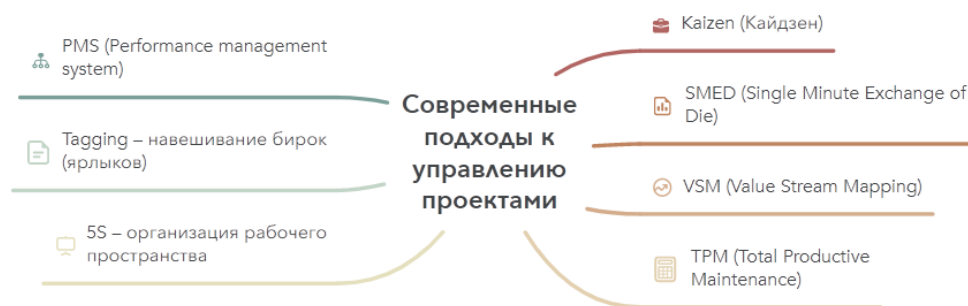 PMS (Performance management
system)
Tagging – навешивание бирок
(ярлыков)
5S – организация рабочего
пространства
Современные
подходы к
управлению
проектами
Kaizen (Кайдзен)
SMED (Single Minute Exchange of
Die)
VSM (Value Stream Mapping)
TPM (Total Productive
Maintenance)